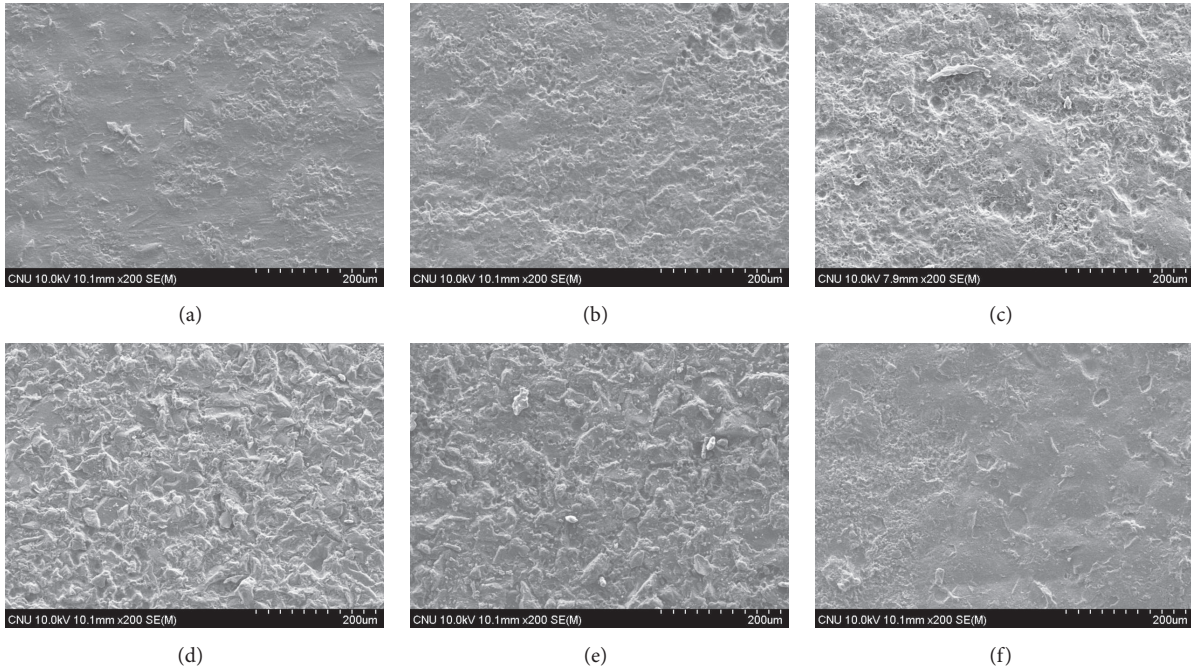 CNU 10.0kV 10.1mm x200 SE(M) 200um
(a)
CNU 10.0kV 10.1mm x200 SE(M) 200um
(b)
CNU 10.0kV 7.9mm x200 SE(M) 200um
(c)
CNU 10.0kV 10.1mm x200 SE(M) 200um
(d)
CNU 10.0kV 10.1mm x200 SE(M) 200um
(e)
CNU 10.0kV 10.1mm x200 SE(M) 200um
(f)